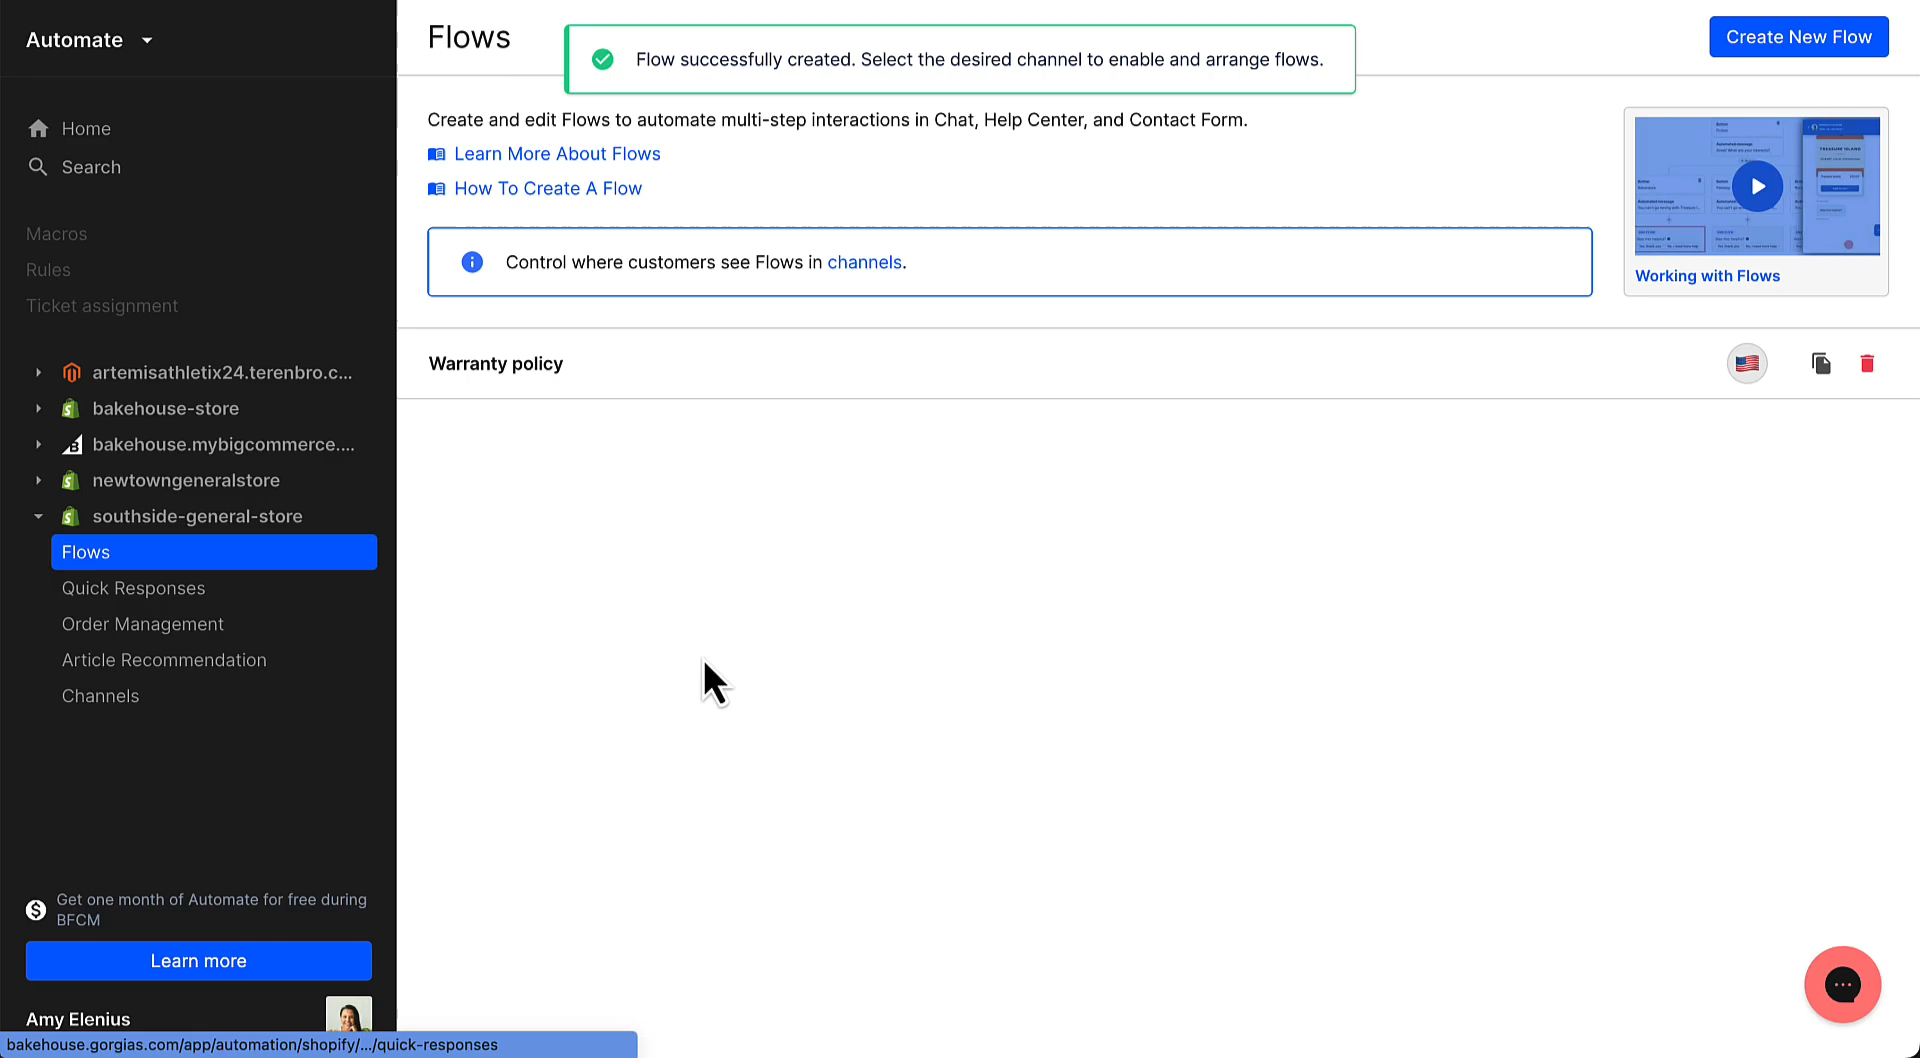 Automate
Home
Search
Macros
Rules
Ticket assignment
artemisathletix24.terenbro.c...
bakehouse-store
bakehouse.mybigcommerce....
newtowngeneralstore
southside-general-store
Flows
Quick Responses
Order Management
Article Recommendation
Channels
Get one month of Automate for free during
BFCM
Learn more
Amy Elenius
bakehouse.gorgias.com/app/automation/shopify/.../quick-responses
Flows
Flow successfully created. Select the desired channel to enable and arrange flows.
Create New Flow
Create and edit Flows to automate multi-step interactions in Chat, Help Center, and Contact Form.
Learn More About Flows
How To Create A Flow
Control where customers see Flows in channels.
TREASURE ISLAND
Working with Flows
Warranty policy